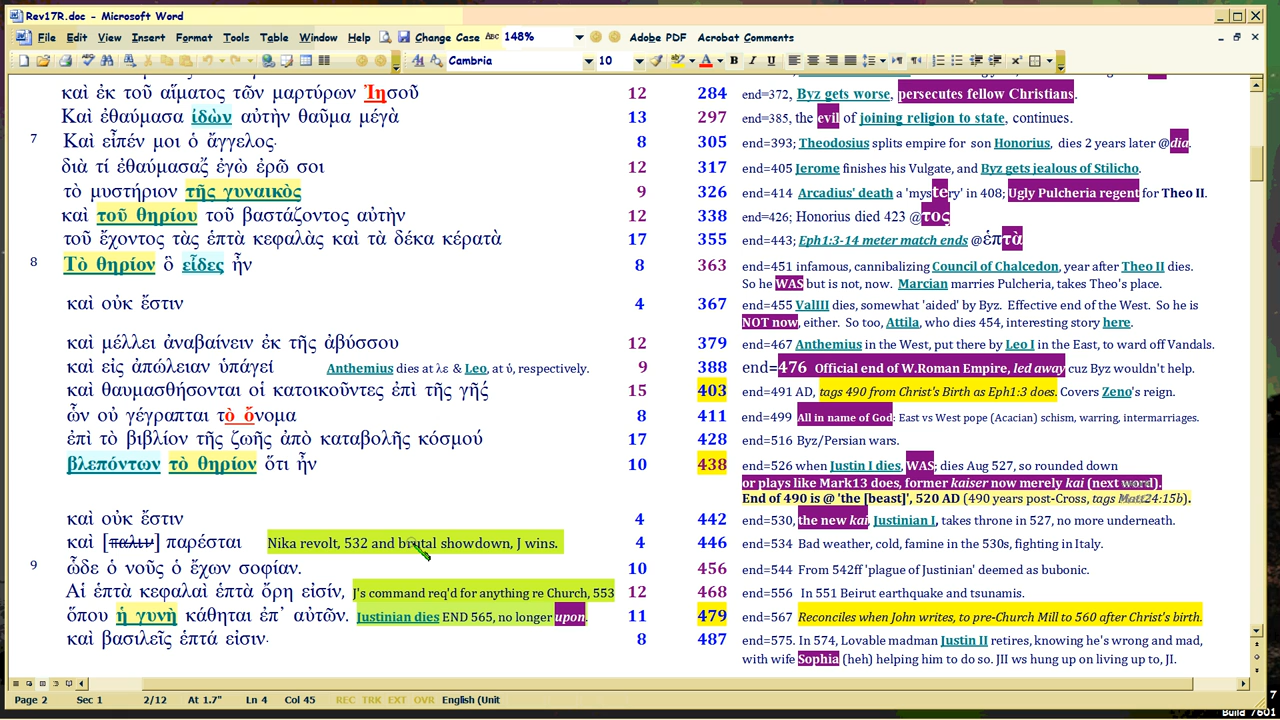 Rev17R.doc - Microsoft Word
File Edit View Insert Format Tools Table Window Help Change Case ABC 148% Adobe PDF Acrobat Comments
Cambria 10 B I U
καὶ ἐκ τοῦ αἵματος τῶν μαρτύρων Ἰησοῦ 12 284 end=372, Byz gets worse, persecutes fellow Christians.
Καὶ ἐθαύμασα ἰδὼν αὐτὴν θαῦμα μέγὰ 13 297 end=385, the evil of joining religion to state, continues.
7 Καὶ εἶπέν μοι ὁ ἄγγελος· 8 305 end=393; Theodosius splits empire for son Honorius, dies 2 years later @dia.
διὰ τί ἐθαύμασαξ ἐγὼ ἐρῶ σοι 12 317 end=405 Jerome finishes his Vulgate, and Byz gets jealous of Stilicho.
τὸ μυστήριον τῆς γυναικὸς 9 326 end=414 Arcadius' death a 'mystery' in 408; Ugly Pulcheria regent for Theo II.
καὶ τοῦ θηρίου τοῦ βαστάζοντος αὐτήν 12 338 end=426; Honorius died 423 @τος
τοῦ ἔχοντος τὰς ἑπτὰ κεφαλὰς καὶ τὰ δέκα κέρατὰ 17 355 end=443; Eph1:3-14 meter match ends @ἑπτὰ
8 Τὸ θηρίον ὃ εἶδες ἦν 8 363 end=451 infamous, cannibalizing Council of Chalcedon, year after Theo II dies.
So he WAS but is not, now. Marcian marries Pulcheria, takes Theo's place.
καὶ οὐκ ἔστιν 4 367 end=455 ValIII dies, somewhat 'aided' by Byz. Effective end of the West. So he is
NOT now, either. So too, Attila, who dies 454, interesting story here.
καὶ μέλλει ἀναβαίνειν ἐκ τῆς ἀβύσσου 12 379 end=467 Anthemius in the West, put there by Leo I in the East, to ward off Vandals.
καὶ εἰς ἀπώλειαν ὑπάγεί Anthemius dies at λε & Leo, at ὑ, respectively. 9 388 end=476 Official end of W.Roman Empire, led away cuz Byz wouldn't help.
καὶ θαυμασθήσονται οἱ κατοικοῦντες ἐπὶ τῆς γῆς 15 403 end=491 AD, tags 490 from Christ's Birth as Eph1:3 does. Covers Zeno's reign.
ὧν οὐ γέγραπται τὸ ὄνομα 8 411 end=499 All in name of God: East vs West pope (Acacian) schism, warring, intermarriages.
ἐπὶ τὸ βιβλίον τῆς ζωῆς ἀπὸ καταβολῆς κόσμού 17 428 end=516 Byz/Persian wars.
βλεπόντων τὸ θηρίον ὅτι ἦν 10 438 end=526 when Justin I dies, WAS; dies Aug 527, so rounded down
or plays like Mark13 does, former kaiser now merely kai (next word).
End of 490 is @ 'the [beast]', 520 AD (490 years post-Cross, tags Matt24:15b).
καὶ οὐκ ἔστιν 4 442 end=530, the new kai, Justinian I, takes throne in 527, no more underneath.
καὶ [παλιν] παρέσται Nika revolt, 532 and brutal showdown, J wins. 4 446 end=534 Bad weather, cold, famine in the 530s, fighting in Italy.
9 ὧδε ὁ νοῦς ὁ ἔχων σοφίαν. 10 456 end=544 From 542ff 'plague of Justinian' deemed as bubonic.
Αἱ ἑπτὰ κεφαλαὶ ἑπτὰ ὄρη εἰσίν, J's command req'd for anything re Church, 553 12 468 end=556 In 551 Beirut earthquake and tsunamis.
ὅπου ἡ γυνὴ κάθηται ἐπ’ αὐτῶν. Justinian dies END 565, no longer upon. 11 479 end=567 Reconciles when John writes, to pre-Church Mill to 560 after Christ's birth.
καὶ βασιλεῖς ἑπτά εἰσιν· 8 487 end=575. In 574, Lovable madman Justin II retires, knowing he's wrong and mad,
with wife Sophia (heh) helping him to do so. JII ws hung up on living up to, JI.
Page 2 Sec 1 2/12 At 1.7" Ln 4 Col 45 REC TRK EXT OVR English (Unit
7
Build 7601